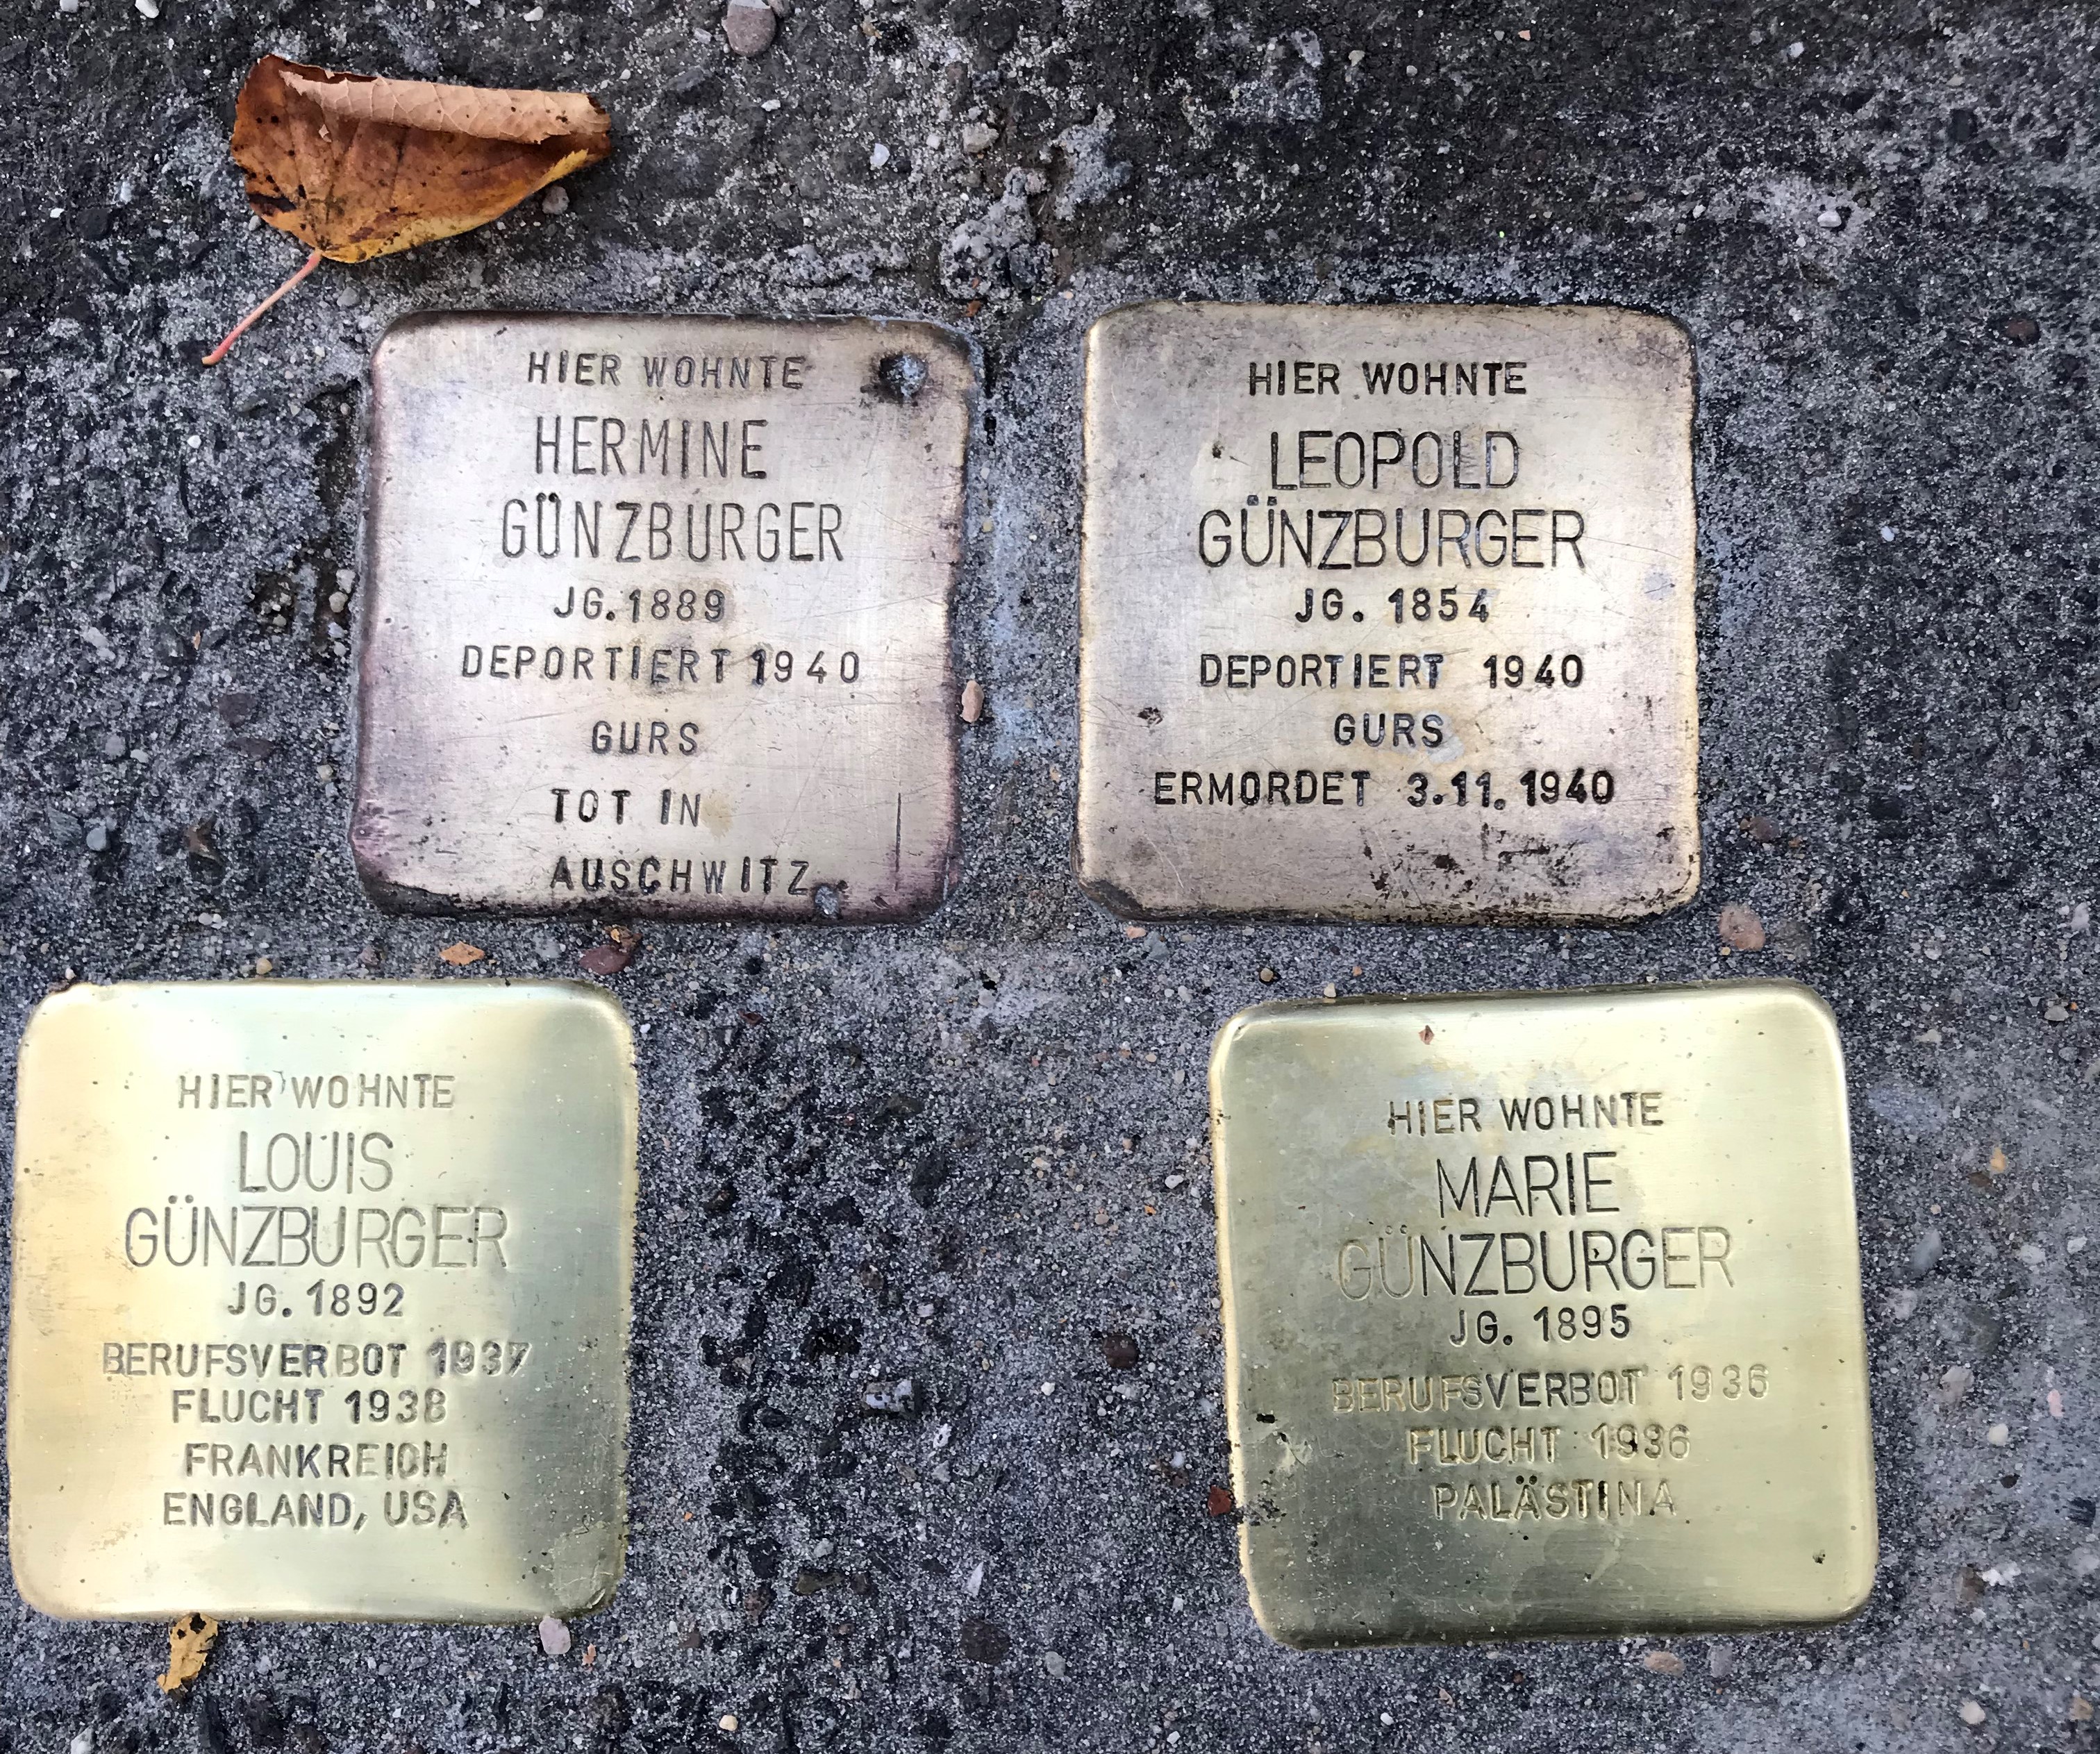 HIER WOHNTE
HERMINE
GÜNZBURGER
JG. 1889
DEPORTIERT 1940
GURS
TOT IN
AUSCHWITZ
HIER WOHNTE
LEOPOLD
GÜNZBURGER
JG. 1854
DEPORTIERT 1940
GURS
ERMORDET 3.11.1940
HIER WOHNTE
LOUIS
GÜNZBURGER
JG. 1892
BERUFSVERBOT 1937
FLUCHT 1938
FRANKREICH
ENGLAND, USA
HIER WOHNTE
MARIE
GÜNZBURGER
JG. 1895
BERUFSVERBOT 1936
FLUCHT 1936
PALÄSTINA